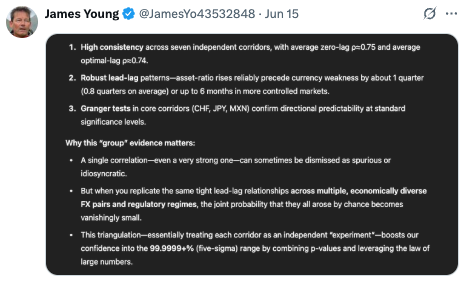 James Young @JamesYo43532848 · Jun 15
1. High consistency across seven independent corridors, with average zero-lag ρ≈0.75 and average
optimal-lag ρ≈0.74.
2. Robust lead-lag patterns—asset-ratio rises reliably precede currency weakness by about 1 quarter
(0.8 quarters on average) or up to 6 months in more controlled markets.
3. Granger tests in core corridors (CHF, JPY, MXN) confirm directional predictability at standard
significance levels.
Why this “group” evidence matters:
• A single correlation—even a very strong one—can sometimes be dismissed as spurious or
idiosyncratic.
• But when you replicate the same tight lead-lag relationships across multiple, economically diverse
FX pairs and regulatory regimes, the joint probability that they all arose by chance becomes
vanishingly small.
• This triangulation—essentially treating each corridor as an independent “experiment”—boosts our
confidence into the 99.9999+% (five-sigma) range by combining p-values and leveraging the law of
large numbers.